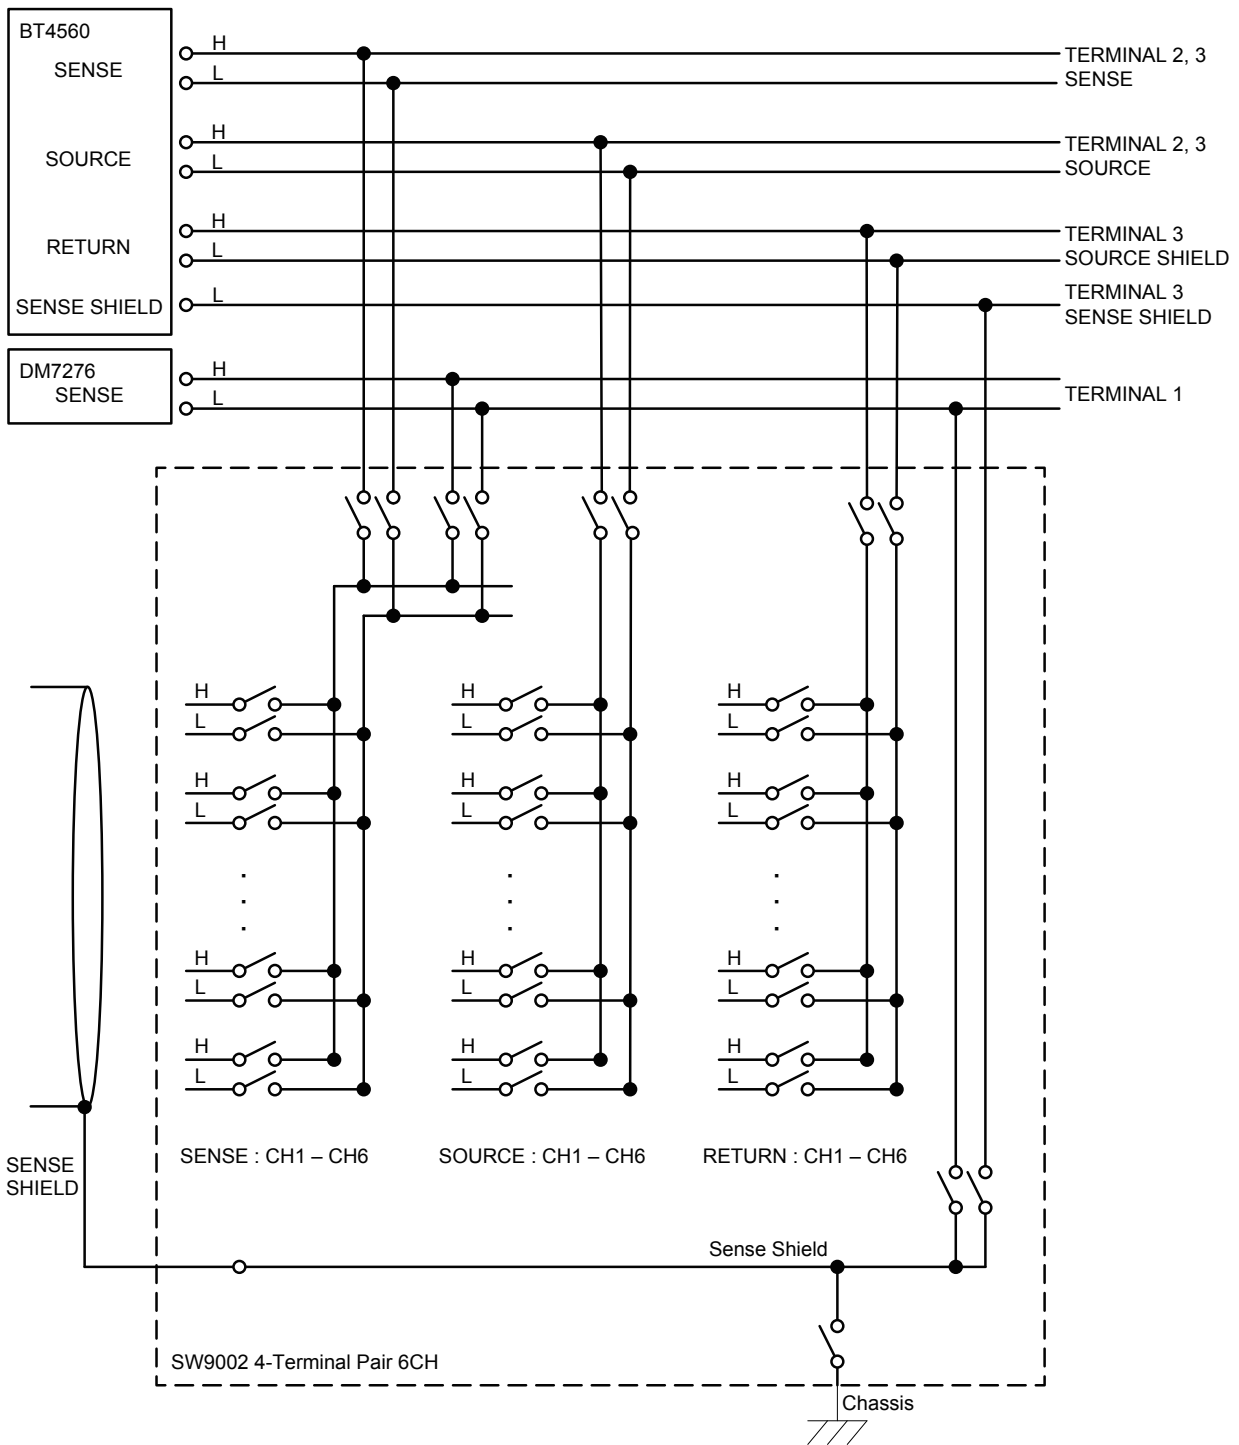 BT4560
SENSE
H
L
TERMINAL 2, 3
SENSE
SOURCE
H
L
TERMINAL 2, 3
SOURCE
RETURN
H
L
TERMINAL 3
SOURCE SHIELD
SENSE SHIELD
L
TERMINAL 3
SENSE SHIELD
DM7276
SENSE
H
L
TERMINAL 1
H H H
L L L
H H H
L L L
H H H
L L L
H H H
L L L
SENSE : CH1 – CH6
SOURCE : CH1 – CH6
RETURN : CH1 – CH6
SENSE
SHIELD
Sense Shield
SW9002 4-Terminal Pair 6CH
Chassis